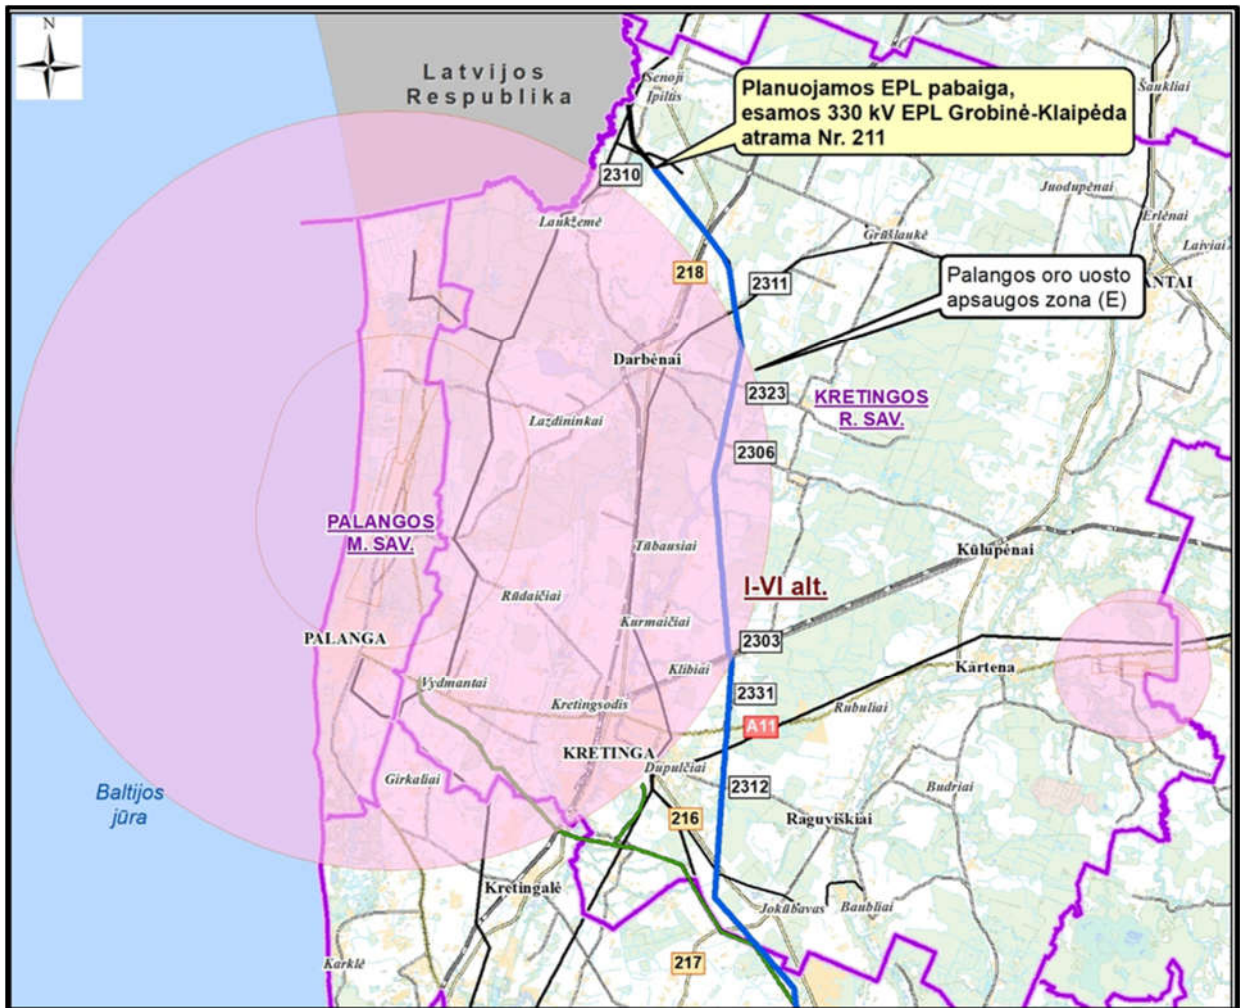 N
Latvijos
Respublika
Senoji
Įpiltis
Planuojamos EPL pabaiga,
esamos 330 kV EPL Grobinė-Klaipėda
atrama Nr. 211
Šaukliai
2310
Juodupėnai
Laukžemė
Erlėnai
Grūšlaukė
Laiviai
218
2311
Palangos oro uosto
apsaugos zona (E)
ANTAI
Darbėnai
2323
KRETINGOS
R. SAV.
Lazdininkai
2306
PALANGOS
M. SAV.
Tūbausiai
Kūlupėnai
I-VI alt.
Rūdaičiai
Kurmaičiai
PALANGA
2303
Klibiai
Kartena
Vydmantai
2331
Kretingsodis
Rubuliai
A11
KRETINGA
Dupulčiai
Girkaliai
2312
Budriai
Baltijos
jūra
216
Raguviškiai
Kretingalė
Jokūbavas
Baubliai
Karklė
217